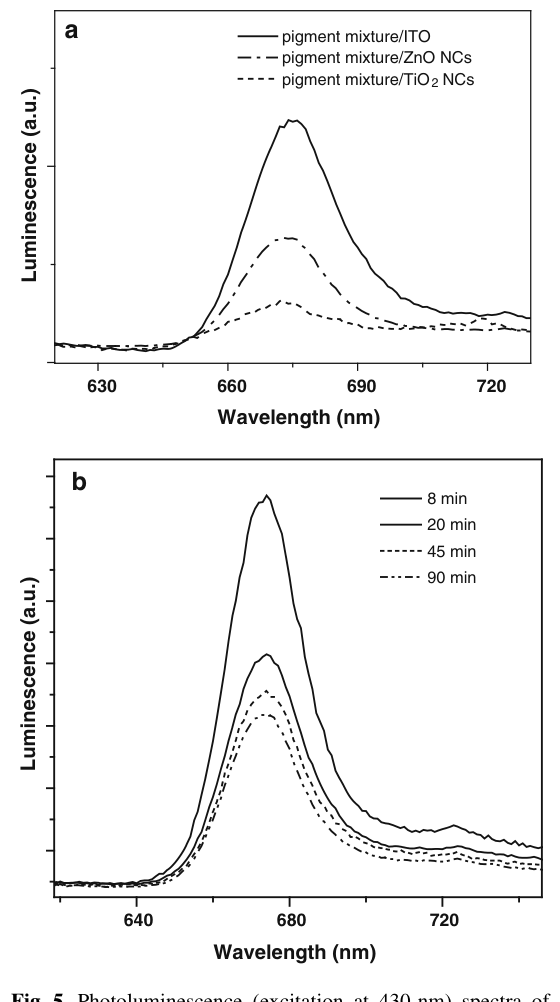 a
pigment mixture/ITO
pigment mixture/ZnO NCs
pigment mixture/TiO2 NCs
Luminescence (a.u.)
630 660 690 720
Wavelength (nm)
b
8 min
20 min
45 min
90 min
Luminescence (a.u.)
640 680 720
Wavelength (nm)
Fig. 5 Photoluminescence (excitation at 430-nm) spectra of